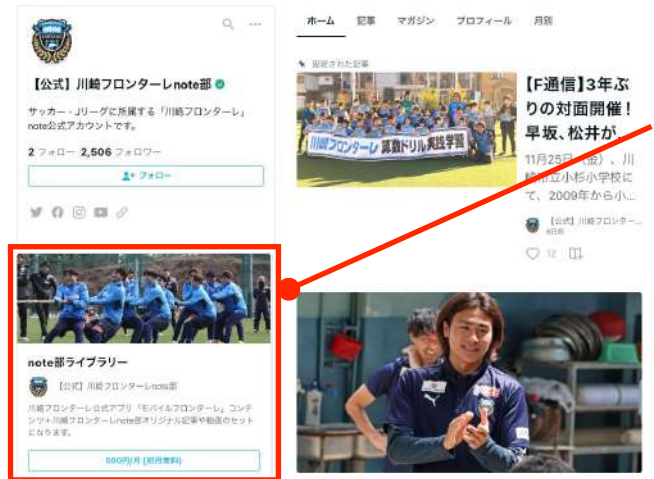 【公式】川崎フロンターレnote部
サッカー・Jリーグに所属する「川崎フロンターレ」
note公式アカウントです。
2 フォロー 2,506 フォロワー
フォロー
note部ライブラリー
【公式】川崎フロンターレnote部
川崎フロンターレ公式アプリ「モバイルフロンターレ」コンテ
ンツ+川崎フロンターレnote部オリジナル記事や動画のセット
になります。
500円/月 (初月無料)
ホーム 記事 マガジン プロフィール 月別
固定された記事
川崎フロンターレ 算数ドリル実践学習
【F通信】3年ぶ
りの対面開催!
早坂、松井が...
11月25日(金)、川
崎市立小杉小学校に
て、2009年から小...
【公式】川崎フロンター...
8日前
12